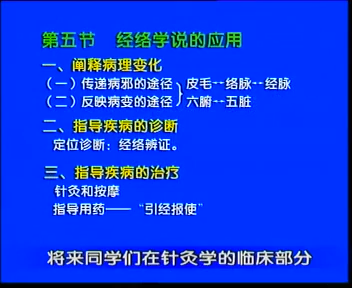 第五节 经络学说的应用
一、阐释病理变化
（一）传递病邪的途径 皮毛--络脉--经脉
（二）反映病变的途径 六腑--五脏
二、指导疾病的诊断
定位诊断：经络辨证。
三、指导疾病的治疗
针灸和按摩
指导用药——“引经报使”
将来同学们在针灸学的临床部分